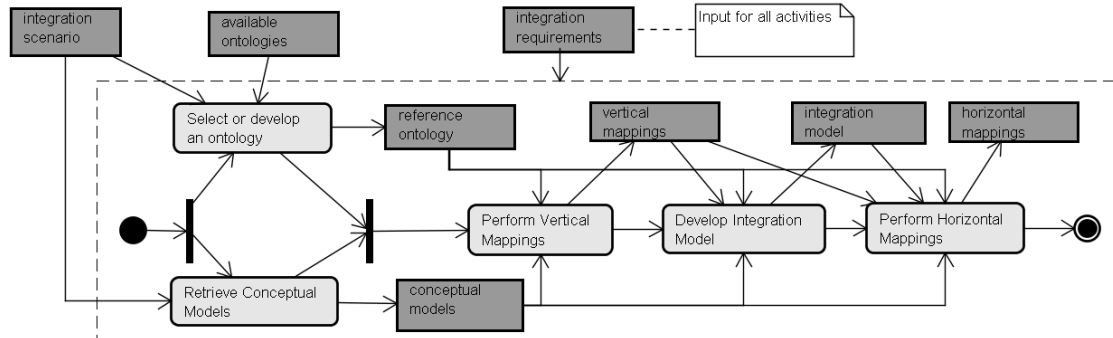 integration
scenario
available
ontologies
integration
requirements
Input for all activities
Select or develop
an ontology
reference
ontology
vertical
mappings
integration
model
horizontal
mappings
Perform Vertical
Mappings
Develop Integration
Model
Perform Horizontal
Mappings
Retrieve Conceptual
Models
conceptual
models